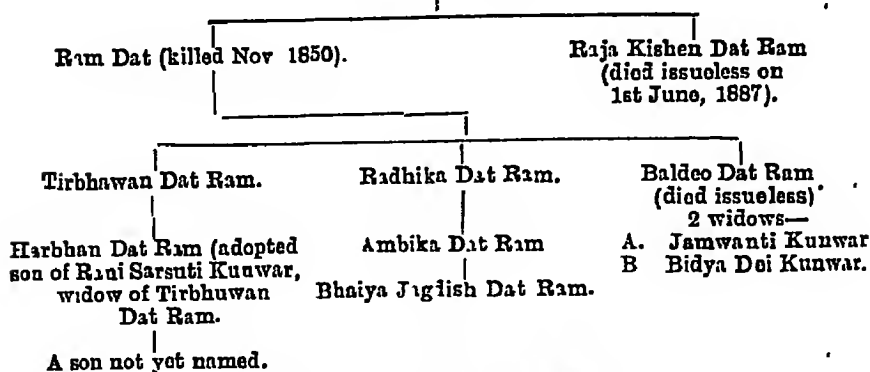 Ram Dat (killed Nov 1850).
Raja Kishen Dat Ram
(died issueless on
1st June, 1887).
Tirbhawan Dat Ram.
Radhika Dat Ram.
Baldeo Dat Ram
(died issueless)
2 widows—
A. Jamwanti Kunwar
B Bidya Dei Kunwar.
Harbhan Dat Ram (adopted
son of Rani Sarsuti Kunwar,
widow of Tirbhuwan
Dat Ram.
Ambika Dat Ram
Bhaiya Jagdish Dat Ram.
A son not yet named.